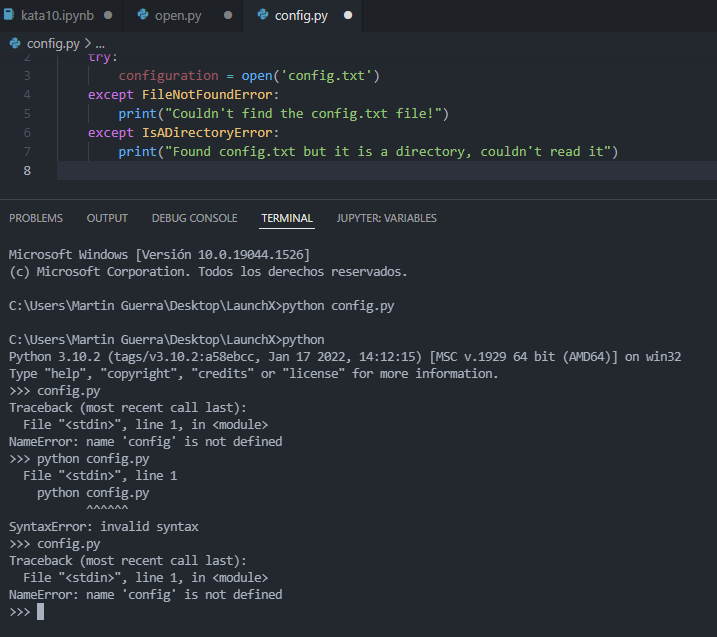 kata10.ipynb open.py config.py
config.py > ...
2 try:
3 configuration = open('config.txt')
4 except FileNotFoundError:
5 print("Couldn't find the config.txt file!")
6 except IsADirectoryError:
7 print("Found config.txt but it is a directory, couldn't read it")
8
PROBLEMS OUTPUT DEBUG CONSOLE TERMINAL JUPYTER: VARIABLES
Microsoft Windows [Versión 10.0.19044.1526]
(c) Microsoft Corporation. Todos los derechos reservados.
C:\Users\Martin Guerra\Desktop\LaunchX>python config.py
C:\Users\Martin Guerra\Desktop\LaunchX>python
Python 3.10.2 (tags/v3.10.2:a58ebcc, Jan 17 2022, 14:12:15) [MSC v.1929 64 bit (AMD64)] on win32
Type "help", "copyright", "credits" or "license" for more information.
>>> config.py
Traceback (most recent call last):
  File "<stdin>", line 1, in <module>
NameError: name 'config' is not defined
>>> python config.py
  File "<stdin>", line 1
    python config.py
           ^^^^^^
SyntaxError: invalid syntax
>>> config.py
Traceback (most recent call last):
  File "<stdin>", line 1, in <module>
NameError: name 'config' is not defined
>>>